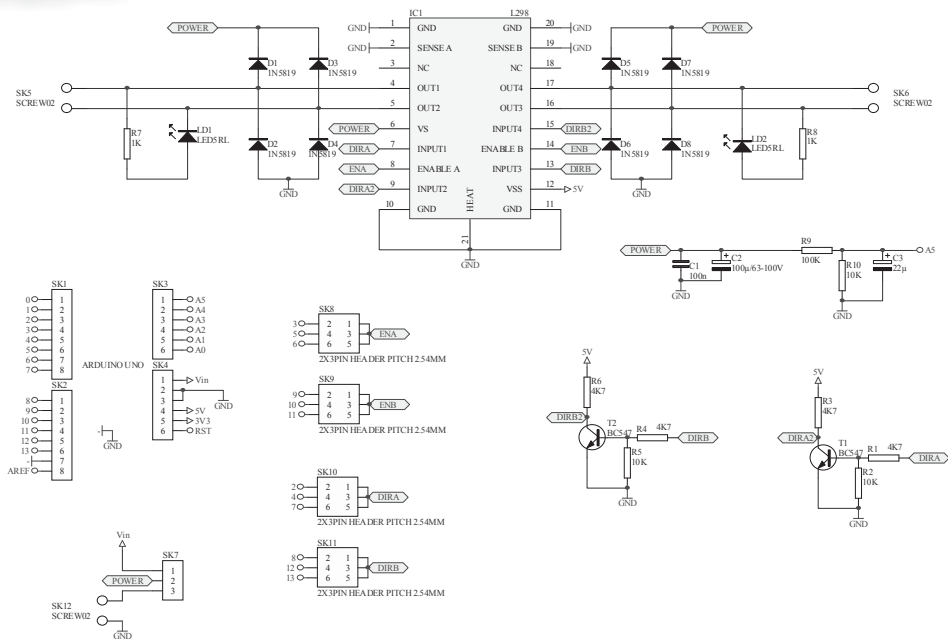 IC1
L298
POWER
GND
1
GND
GND
20
GND
POWER
GND
2
SENSE A
SENSE B
19
GND
D1
IN5819
D3
IN5819
3
NC
NC
18
D5
IN5819
D7
IN5819
SK5
SCREW02
4
OUT1
OUT4
17
SK6
SCREW02
5
OUT2
OUT3
16
R7
1K
LD1
LED5RL
D2
IN5819
D4
IN5819
POWER
6
VS
INPUT4
15
DIRB2
DIRA
7
INPUT1
ENABLE B
14
ENB
ENA
8
ENABLE A
INPUT3
13
DIRB
DIRA2
9
INPUT2
VSS
12
5V
10
GND
GND
11
HEAT
21
GND
GND
D6
IN5819
D8
IN5819
LD2
LED5RL
R8
1K
GND
POWER
C1
100n
C2
+
100µ/63-100V
R9
100K
R10
10K
C3
+
22µ
A5
GND
GND
SK1
0 1
1 2
2 3
3 4
4 5
5 6
6 7
7 8
SK3
1 A5
2 A4
3 A3
4 A2
5 A1
6 A0
ARDUINO UNO
SK2
8 1
9 2
10 3
11 4
12 5
13 6
- 7
AREF 8
-
GND
SK4
1 Vin
2
3
GND
4 5V
5 3V3
6 RST
SK8
3 2 1
5 4 3 ENA
6 6 5
2X3PIN HEADER PITCH 2.54MM
SK9
9 2 1
10 4 3 ENB
11 6 5
2X3PIN HEADER PITCH 2.54MM
SK10
2 2 1
4 4 3 DIRA
7 6 5
2X3PIN HEADER PITCH 2.54MM
SK11
8 2 1
12 4 3 DIRB
13 6 5
2X3PIN HEADER PITCH 2.54MM
5V
R6
4K7
DIRB2
T2
BC547
R4
4K7
DIRB
R5
10K
GND
5V
R3
4K7
DIRA2
T1
BC547
R1
4K7
DIRA
R2
10K
GND
Vin
SK7
1
POWER
2
3
SK12
SCREW02
GND